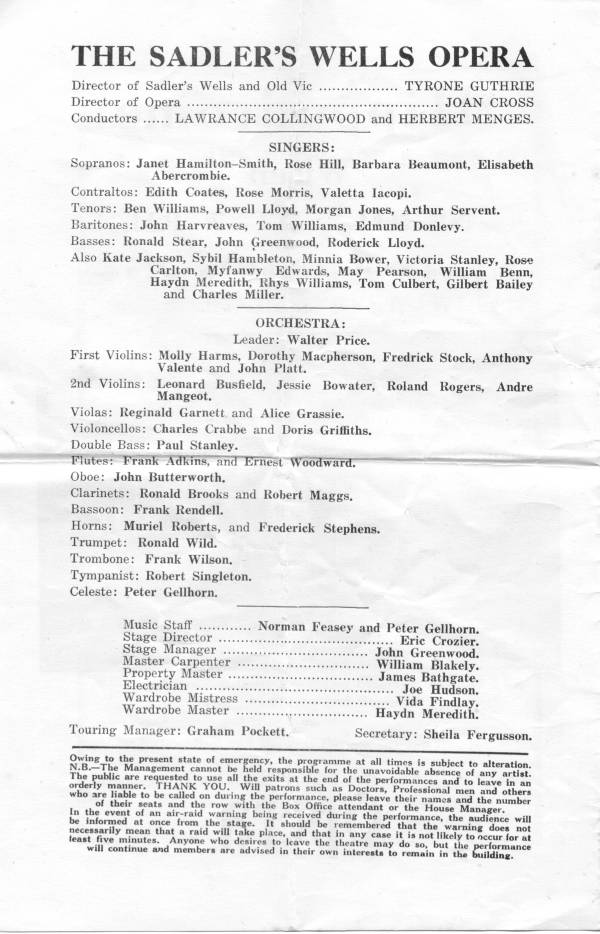 THE SADLER'S WELLS OPERA
Director of Sadler's Wells and Old Vic .................. TYRONE GUTHRIE
Director of Opera ........................................................ JOAN CROSS
Conductors ...... LAWRANCE COLLINGWOOD and HERBERT MENGES.
SINGERS:
Sopranos: Janet Hamilton-Smith, Rose Hill, Barbara Beaumont, Elisabeth
Abercrombie.
Contraltos: Edith Coates, Rose Morris, Valetta Iacopi.
Tenors: Ben Williams, Powell Lloyd, Morgan Jones, Arthur Servent.
Baritones: John Harvreaves, Tom Williams, Edmund Donlevy.
Basses: Ronald Stear, John Greenwood, Roderick Lloyd.
Also Kate Jackson, Sybil Hambleton, Minnia Bower, Victoria Stanley, Rose
Carlton, Myfanwy Edwards, May Pearson, William Benn,
Haydn Meredith, Rhys Williams, Tom Culbert, Gilbert Bailey
and Charles Miller.
ORCHESTRA:
Leader: Walter Price.
First Violins: Molly Harms, Dorothy Macpherson, Fredrick Stock, Anthony
Valente and John Platt.
2nd Violins: Leonard Busfield, Jessie Bowater, Roland Rogers, Andre
Mangeot.
Violas: Reginald Garnett and Alice Grassie.
Violoncellos: Charles Crabbe and Doris Griffiths.
Double Bass: Paul Stanley.
Flutes: Frank Adkins, and Ernest Woodward.
Oboe: John Butterworth.
Clarinets: Ronald Brooks and Robert Maggs.
Bassoon: Frank Rendell.
Horns: Muriel Roberts, and Frederick Stephens.
Trumpet: Ronald Wild.
Trombone: Frank Wilson.
Tympanist: Robert Singleton.
Celeste: Peter Gellhorn.
Music Staff ............ Norman Feasey and Peter Gellhorn.
Stage Director ........................................ Eric Crozier.
Stage Manager ................................. John Greenwood.
Master Carpenter .............................. William Blakely.
Property Master ................................. James Bathgate.
Electrician ............................................. Joe Hudson.
Wardrobe Mistress ................................. Vida Findlay.
Wardrobe Master .............................. Haydn Meredith.
Touring Manager: Graham Pockett. Secretary: Sheila Fergusson.
Owing to the present state of emergency, the programme at all times is subject to alteration.
N.B.—The Management cannot be held responsible for the unavoidable absence of any artist.
The public are requested to use all the exits at the end of the performances and to leave in an
orderly manner. THANK YOU. Will patrons such as Doctors, Professional men and others
who are liable to be called on during the performance, please leave their names and the number
of their seats and the row with the Box Office attendant or the House Manager.
In the event of an air-raid warning being received during the performance, the audience will
be informed at once from the stage. It should be remembered that the warning does not
necessarily mean that a raid will take place, and that in any case it is not likely to occur for at
least five minutes. Anyone who desires to leave the theatre may do so, but the performance
will continue and members are advised in their own interests to remain in the building.